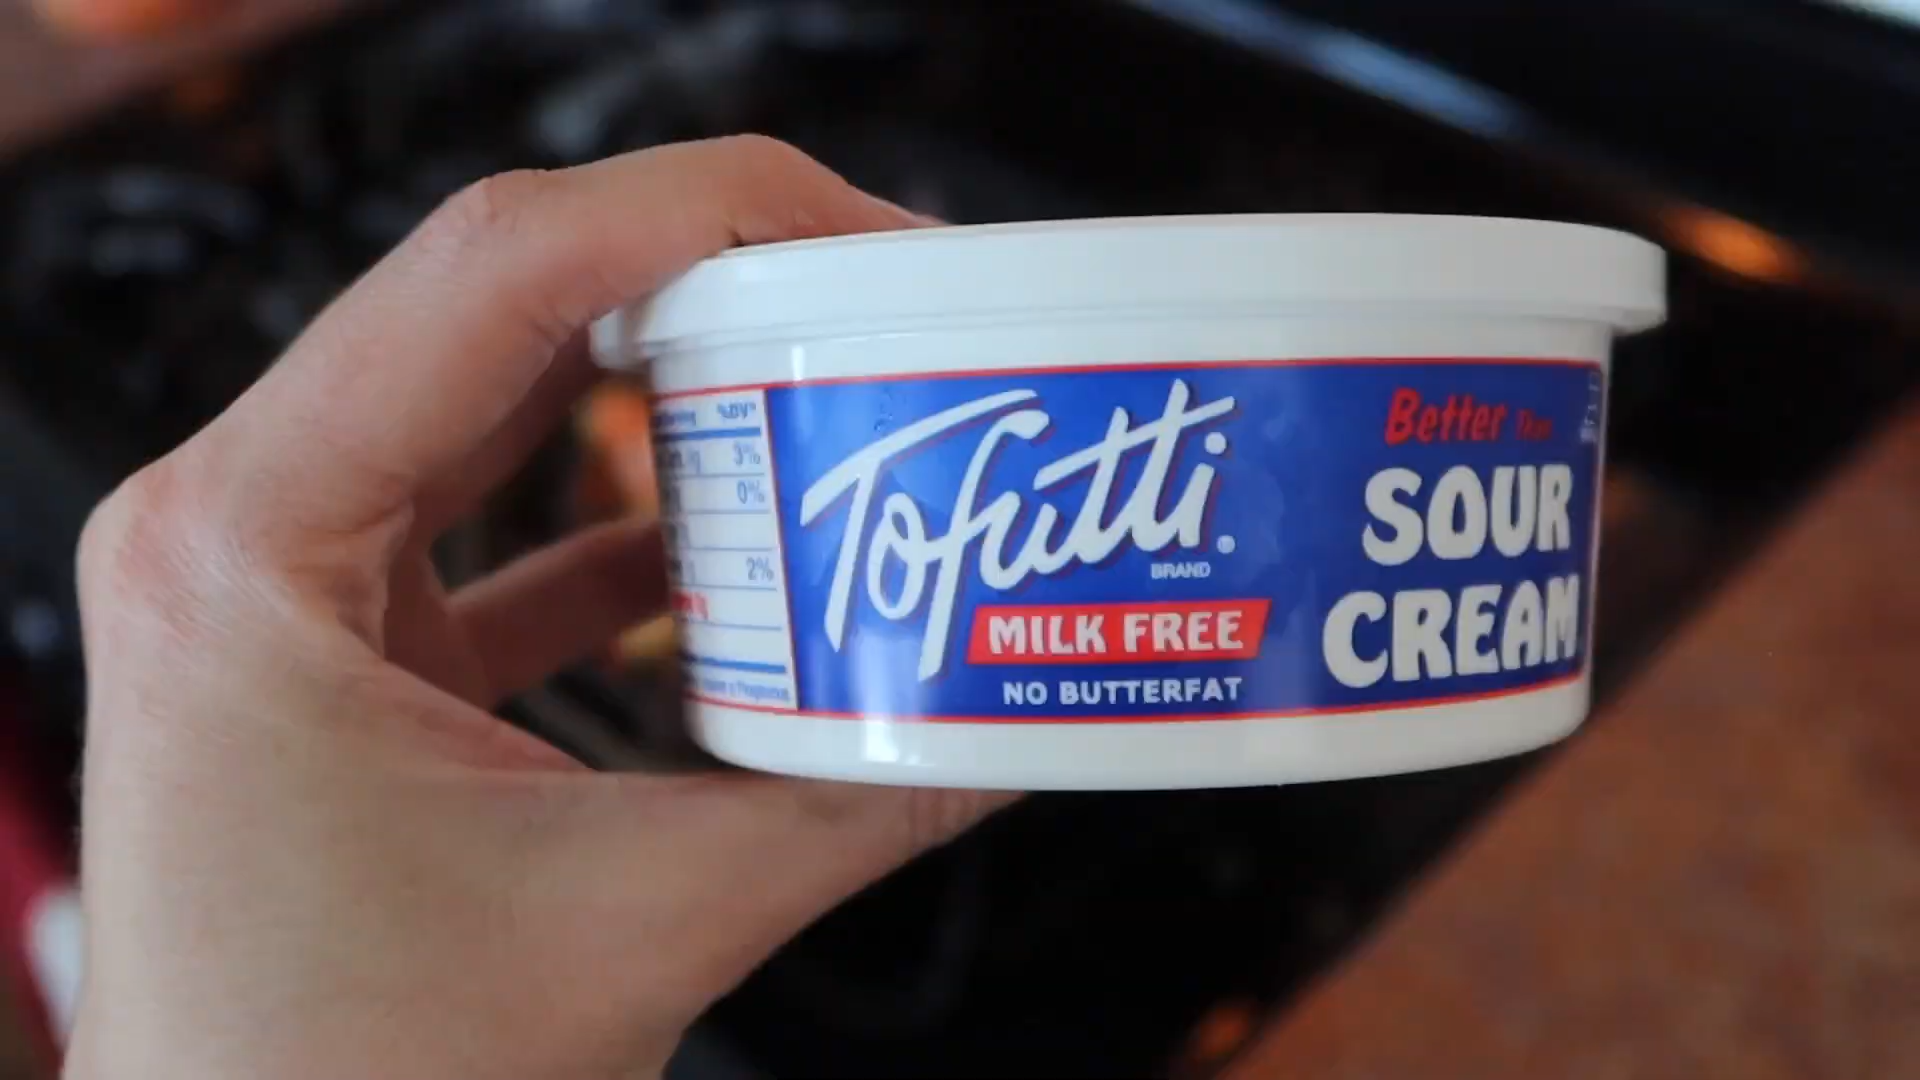 %DV*
3%
0%
2%
Tofutti®
BRAND
MILK FREE
NO BUTTERFAT
Better Than
SOUR
CREAM